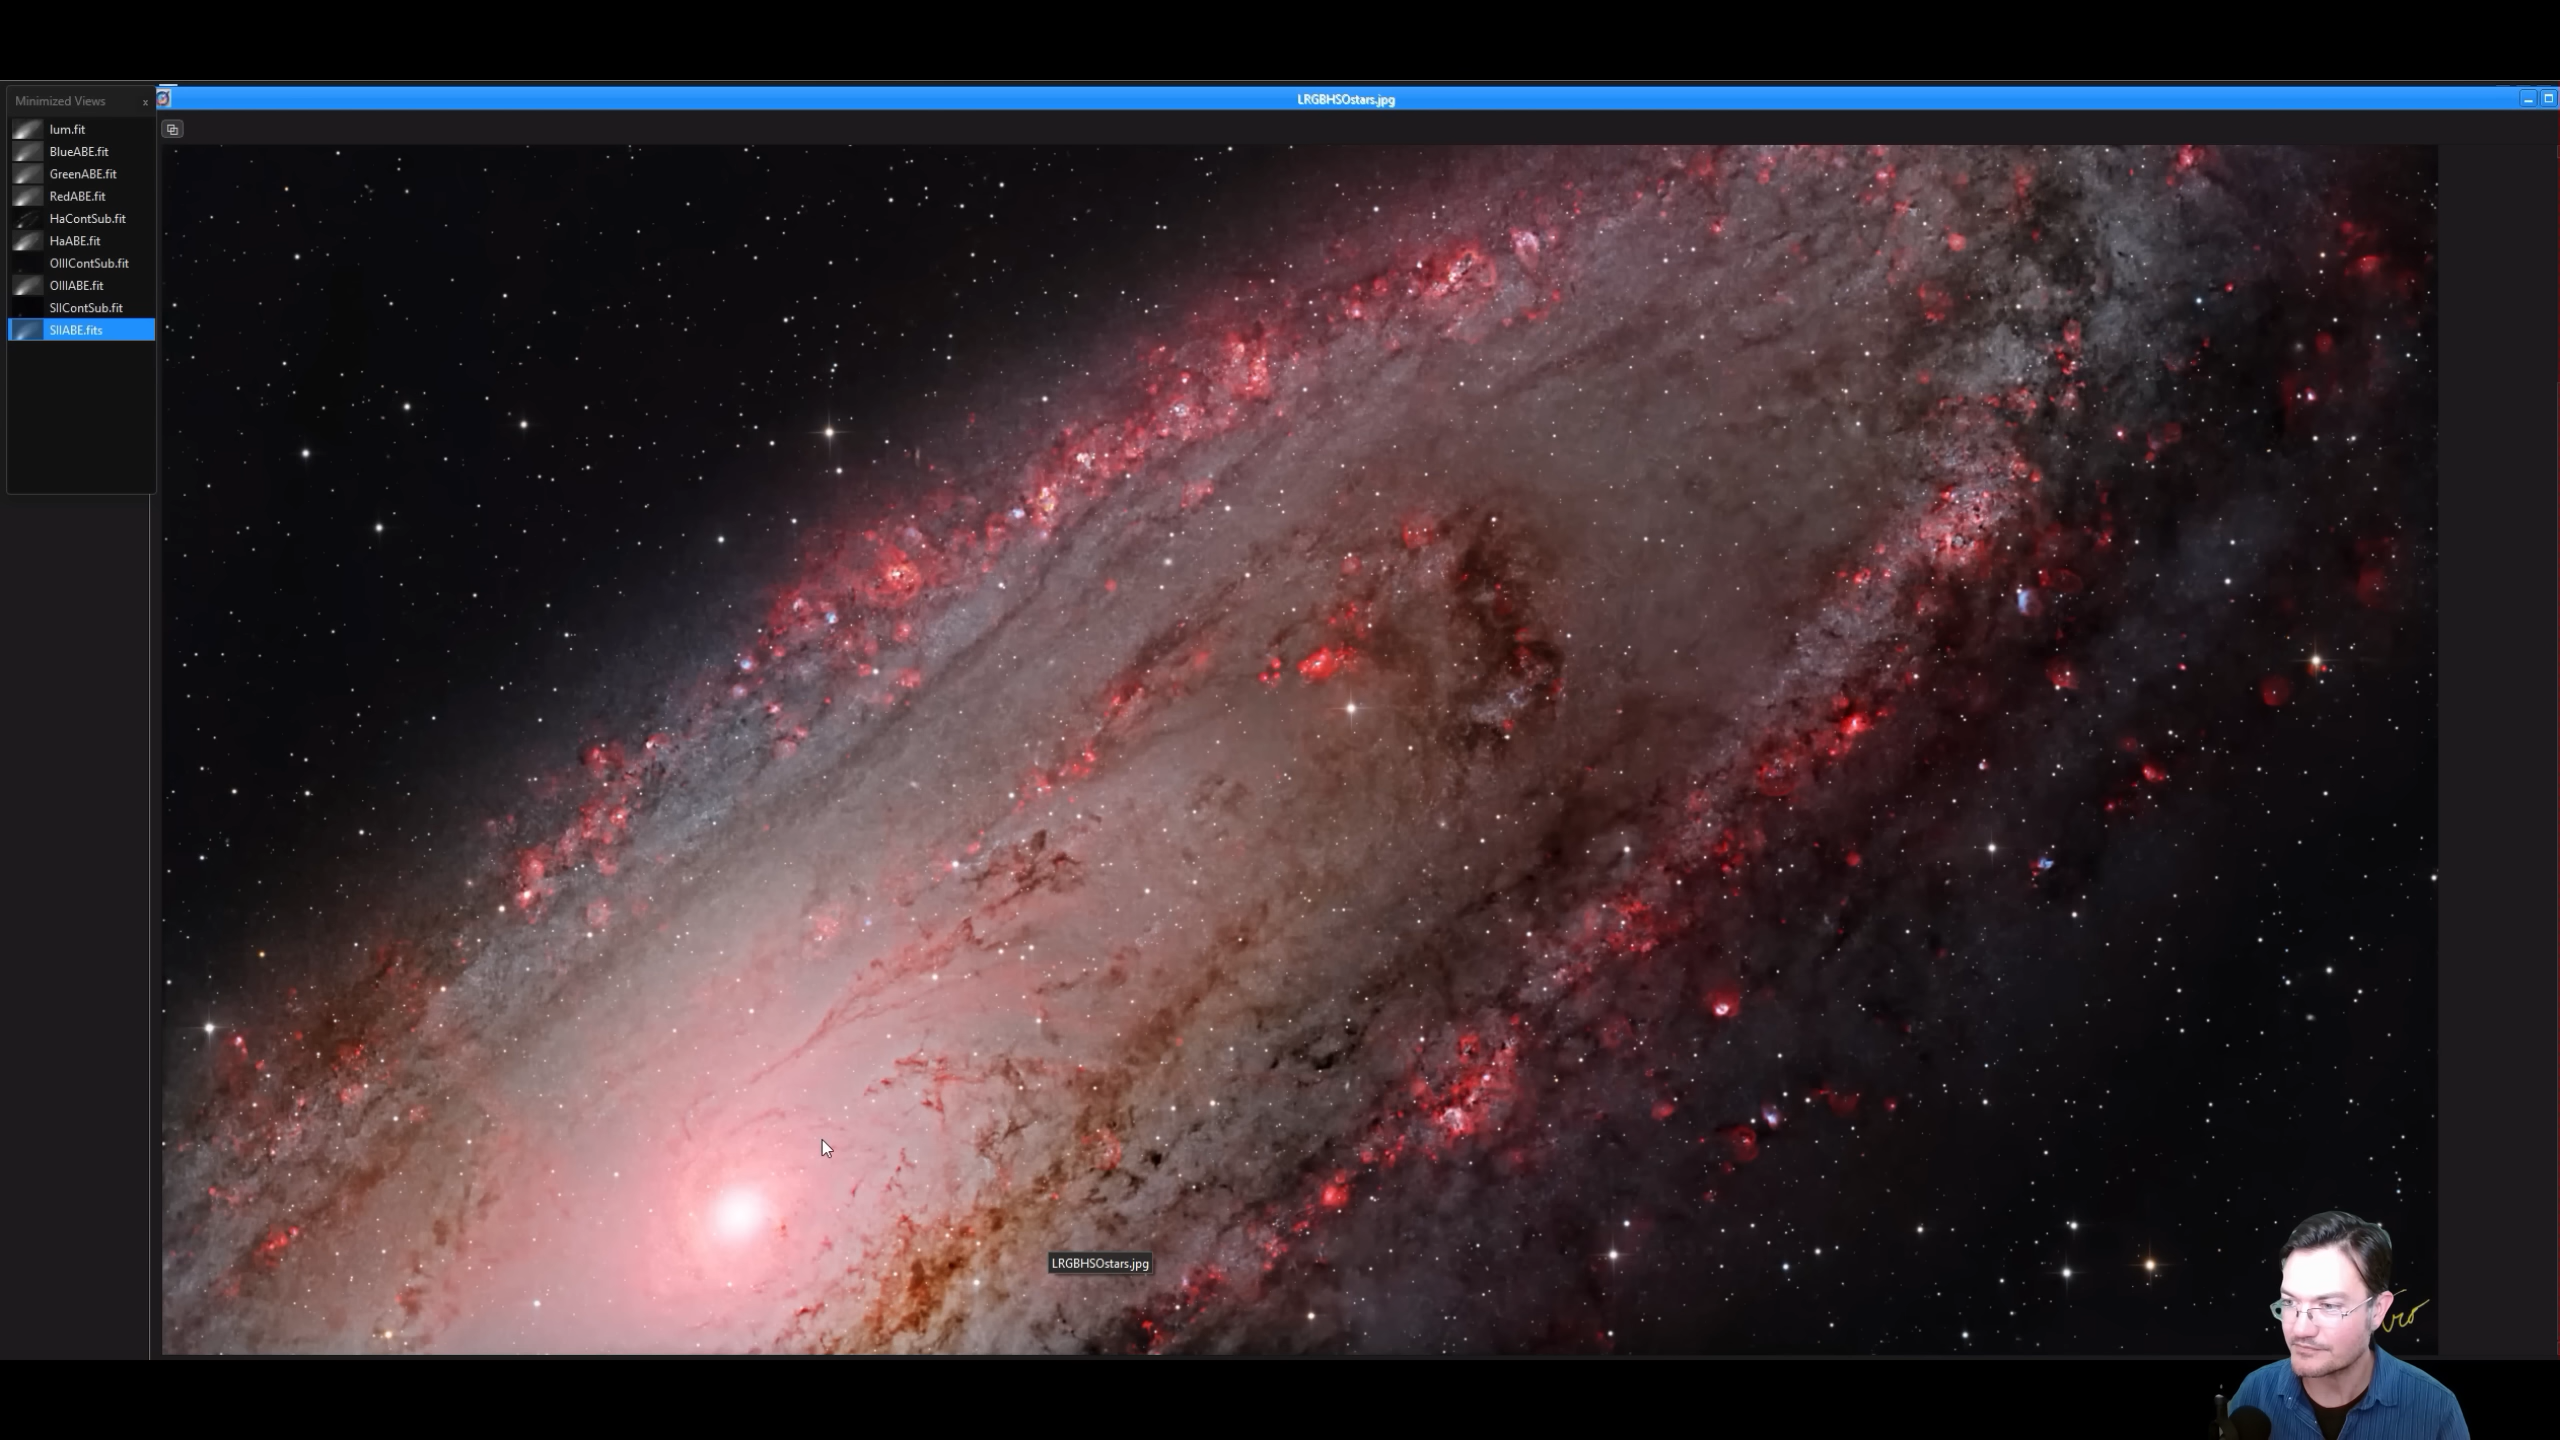 LRGBHSOstars.jpg
Minimized Views x
lum.fit
BlueABE.fit
GreenABE.fit
RedABE.fit
HaContSub.fit
HaABE.fit
OIIIContSub.fit
OIIIABE.fit
SIIContSub.fit
SIIABE.fits
LRGBHSOstars.jpg